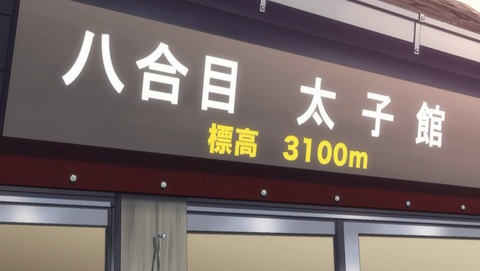 八合目 太子館
標高 3100m